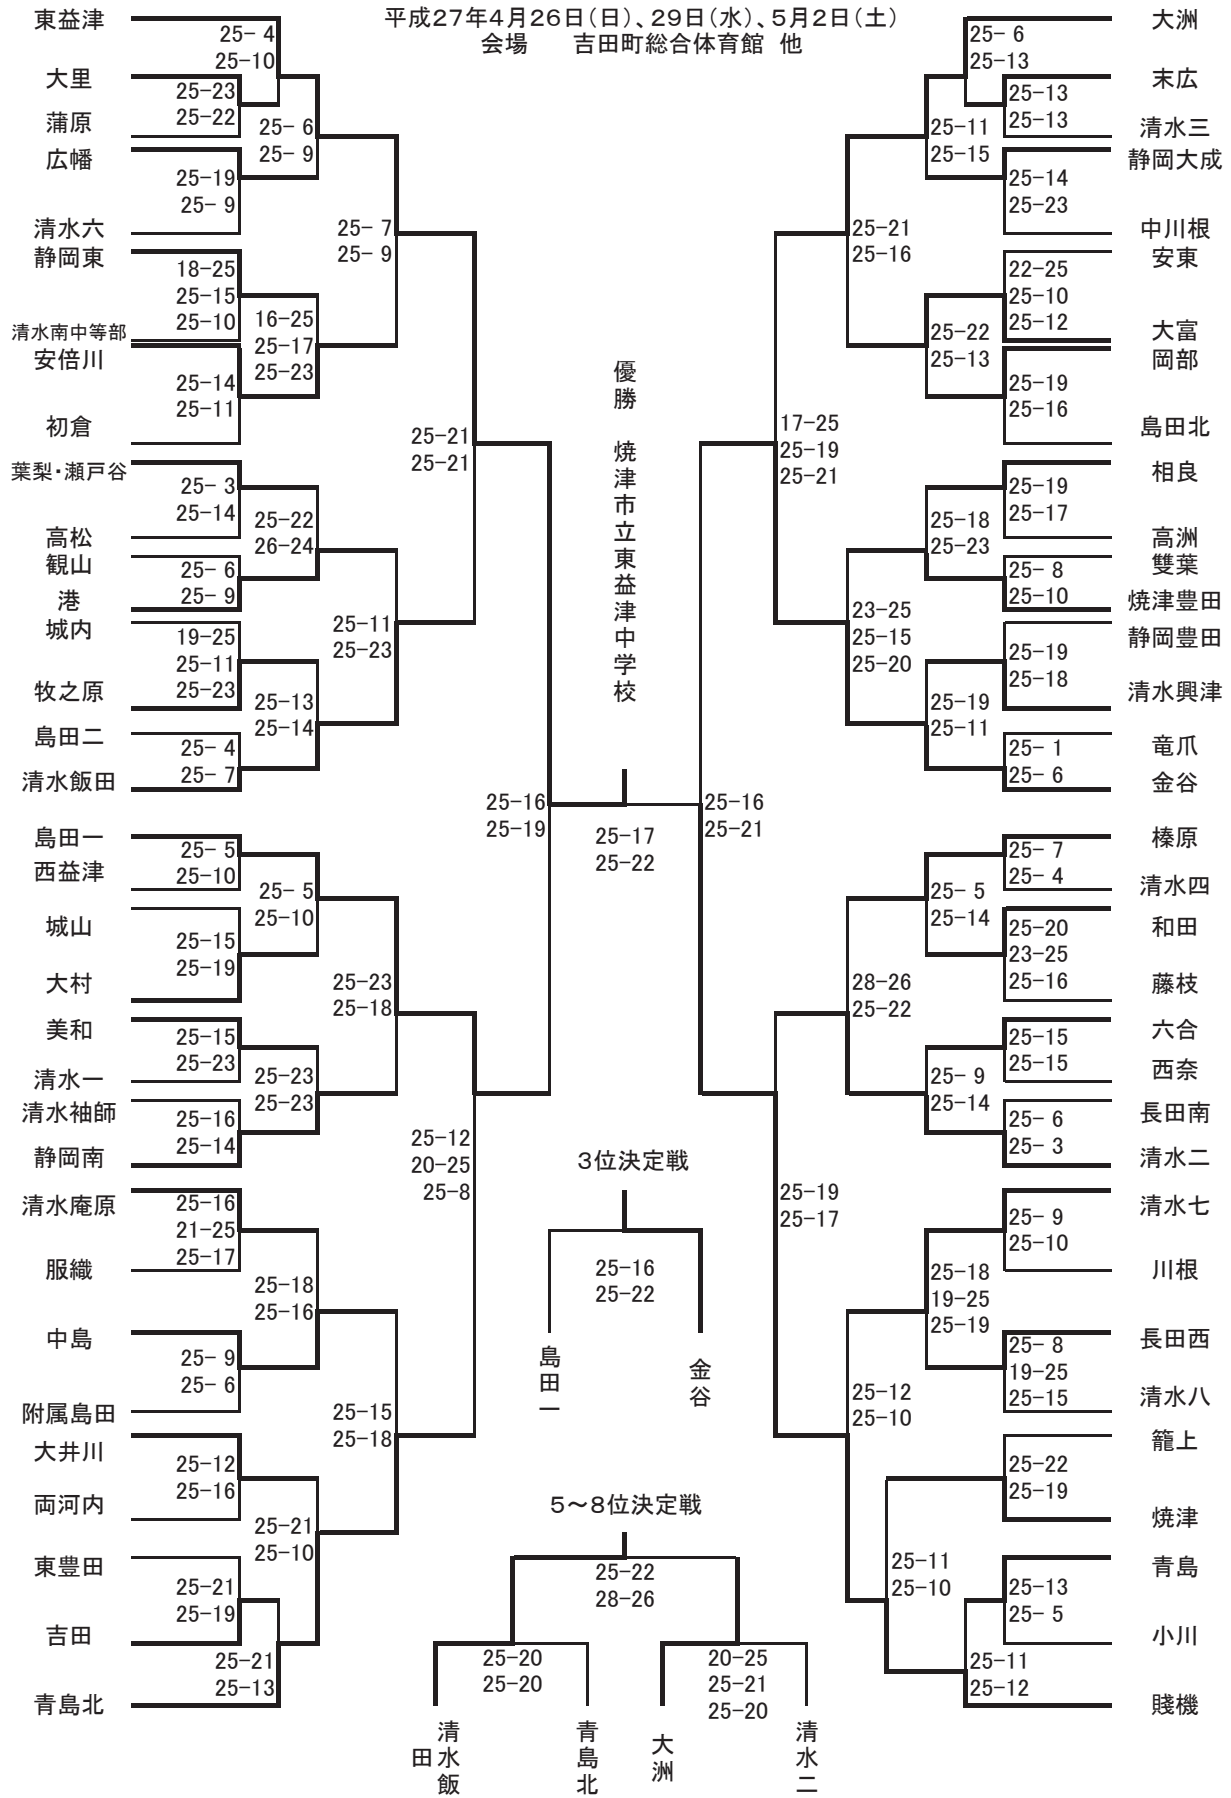 平成27年4月26日(日)、29日(水)、5月2日(土)
会場　　吉田町総合体育館　他
東益津
25- 4
25-10
大里
25-23
25-22
蒲原
25- 6
25- 9
広幡
25-19
25- 9
清水六
25- 7
25- 9
静岡東
18-25
25-15
25-10
清水南中等部
16-25
25-17
25-23
安倍川
25-14
25-11
初倉
25-21
25-21
葉梨・瀬戸谷
25- 3
25-14
高松
25-22
26-24
観山
25- 6
25- 9
港
25-11
25-23
城内
19-25
25-11
25-23
牧之原
25-13
25-14
島田二
25- 4
25- 7
清水飯田
25-16
25-19
島田一
25- 5
25-10
西益津
25- 5
25-10
城山
25-15
25-19
大村
25-23
25-18
美和
25-15
25-23
清水一
25-23
25-23
清水袖師
25-16
25-14
静岡南
25-12
20-25
25-8
清水庵原
25-16
21-25
25-17
服織
25-18
25-16
中島
25- 9
25- 6
附属島田
25-15
25-18
大井川
25-12
25-16
両河内
25-21
25-10
東豊田
25-21
25-19
吉田
25-21
25-13
青島北
優勝　焼津市立東益津中学校
25-17
25-22
3位決定戦
25-16
25-22
島田一
金谷
5～8位決定戦
25-22
28-26
25-20
25-20
20-25
25-21
25-20
清水飯田
青島北
大洲
清水二
大洲
25- 6
25-13
末広
25-13
25-13
清水三
25-11
25-15
静岡大成
25-14
25-23
中川根
25-21
25-16
安東
22-25
25-10
25-12
大富
25-22
25-13
岡部
25-19
25-16
島田北
17-25
25-19
25-21
相良
25-19
25-17
高洲
25-18
25-23
雙葉
25- 8
25-10
焼津豊田
23-25
25-15
25-20
静岡豊田
25-19
25-18
清水興津
25-19
25-11
竜爪
25- 1
25- 6
金谷
25-16
25-21
榛原
25- 7
25- 4
清水四
25- 5
25-14
和田
25-20
23-25
25-16
藤枝
28-26
25-22
六合
25-15
25-15
西奈
25- 9
25-14
長田南
25- 6
25- 3
清水二
25-19
25-17
清水七
25- 9
25-10
川根
25-18
19-25
25-19
長田西
25- 8
19-25
25-15
清水八
25-12
25-10
籠上
25-22
25-19
焼津
25-11
25-10
青島
25-13
25- 5
小川
25-11
25-12
賤機